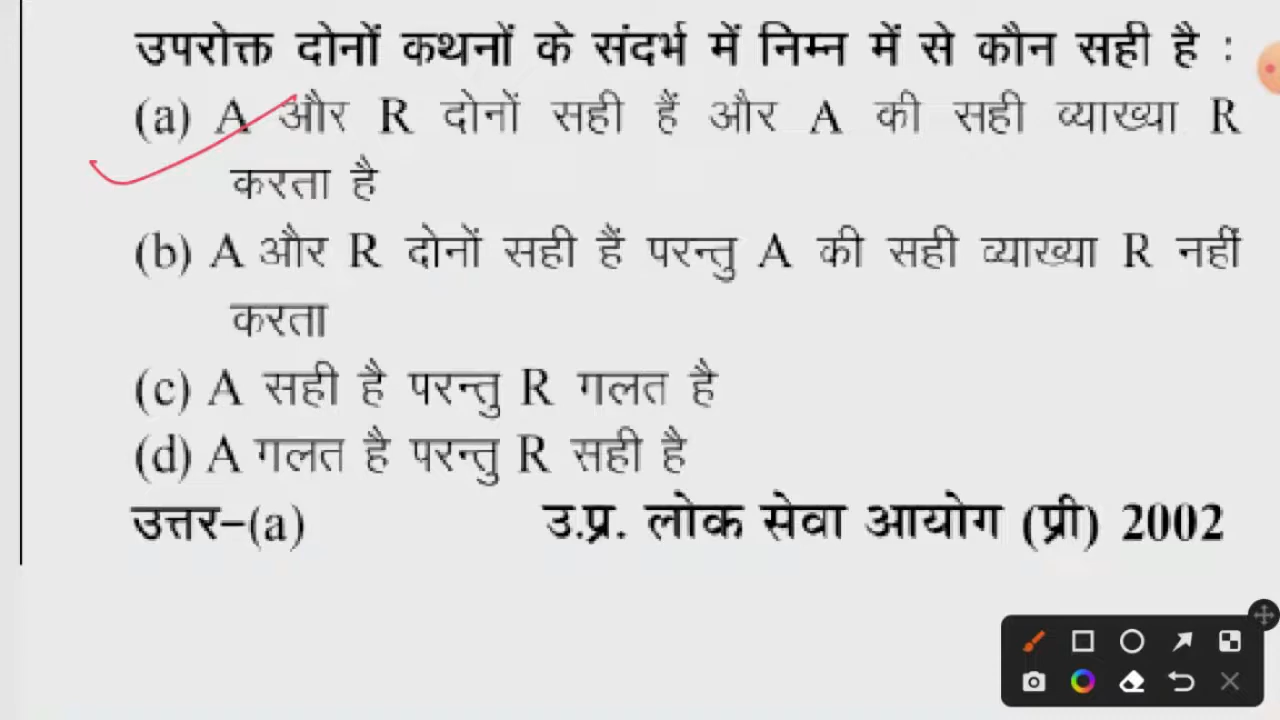 उपरोक्त दोनों कथनों के संदर्भ में निम्न में से कौन सही है :
(a) A और R दोनों सही हैं और A की सही व्याख्या R
करता है
(b) A और R दोनों सही हैं परन्तु A की सही व्याख्या R नहीं
करता
(c) A सही है परन्तु R गलत है
(d) A गलत है परन्तु R सही है
उत्तर–(a) उ.प्र. लोक सेवा आयोग (प्री) 2002